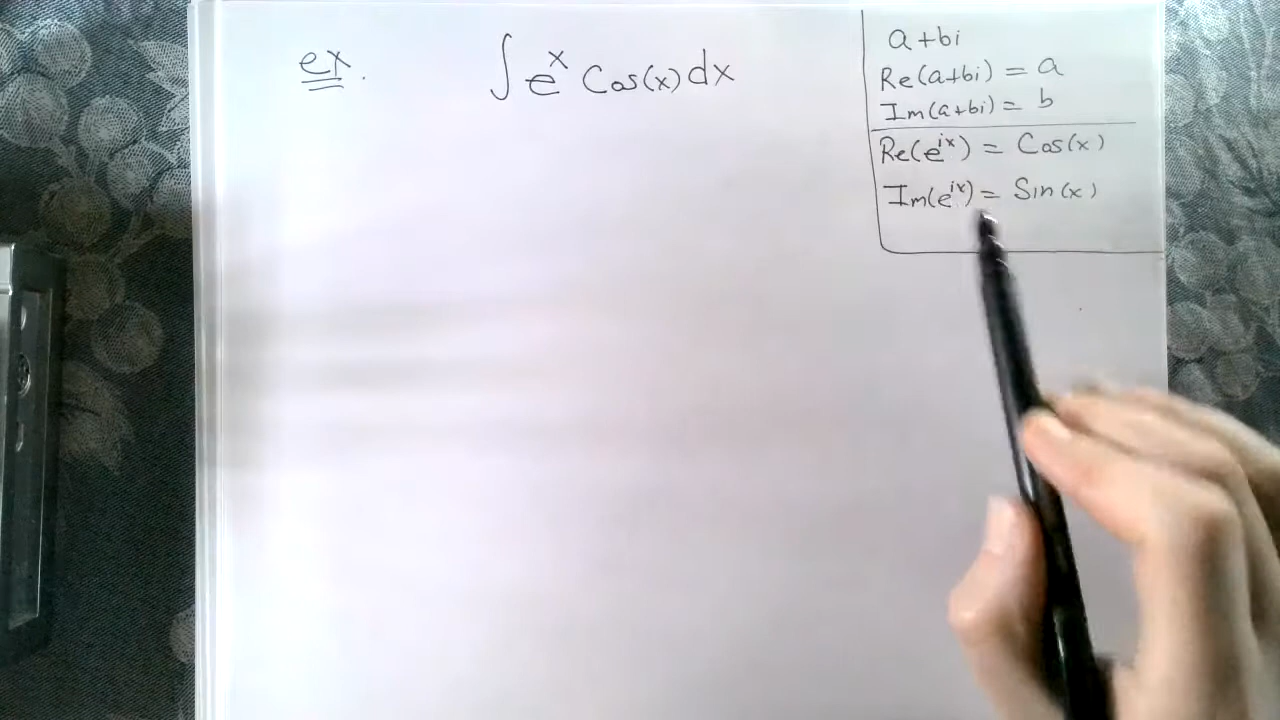 ex.
∫ e^x Cos(x) dx
a+bi
Re(a+bi) = a
Im(a+bi) = b
Re(e^ix) = Cos(x)
Im(e^ix) = Sin(x)